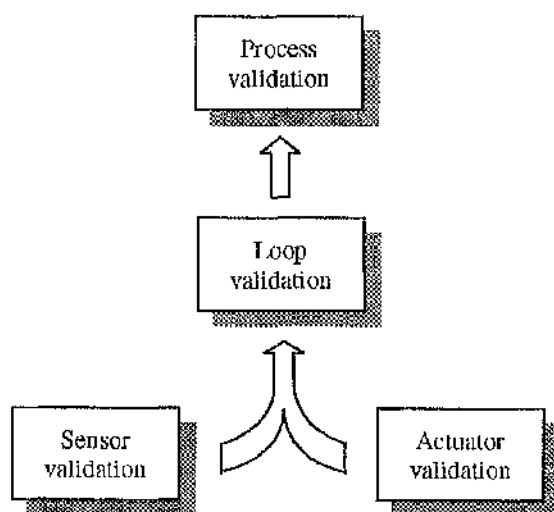 Process
validation
Loop
validation
Sensor
validation
Actuator
validation